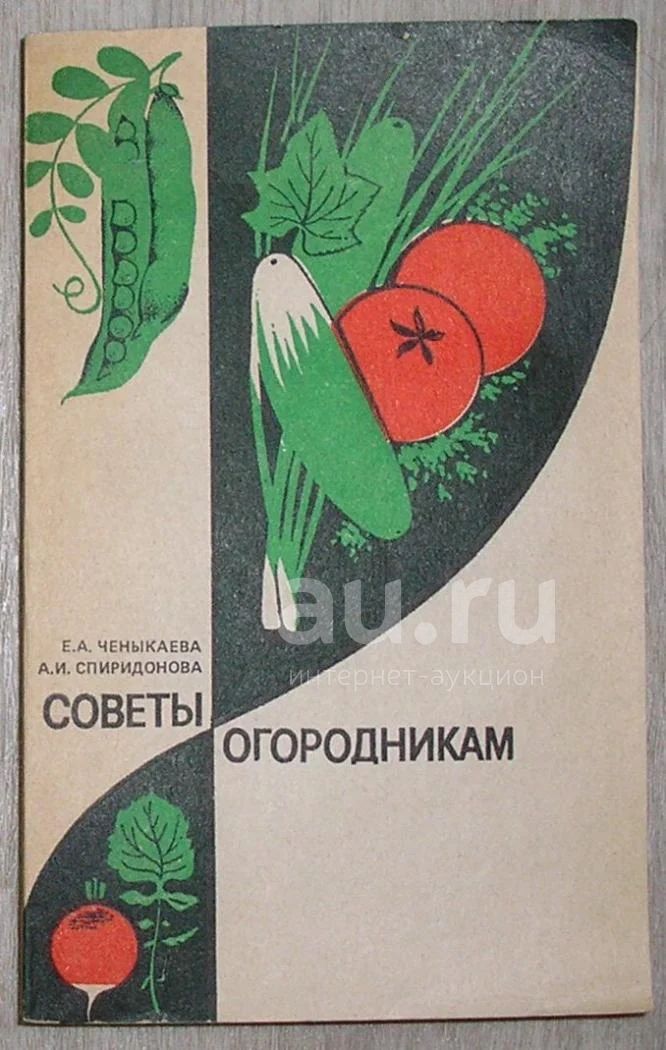 Е.А. ЧЕНЫКАЕВА
А.И. СПИРИДОНОВА
СОВЕТЫ
ОГОРОДНИКАМ
au.ru
интернет-аукцион